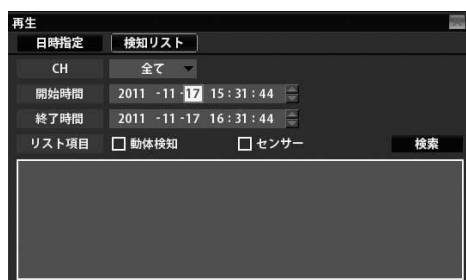 再生
日時指定 検知リスト
CH 全て
開始時間 2011 -11 -17 15 : 31 : 44
終了時間 2011 -11 -17 16 : 31 : 44
リスト項目 動体検知 センサー 検索